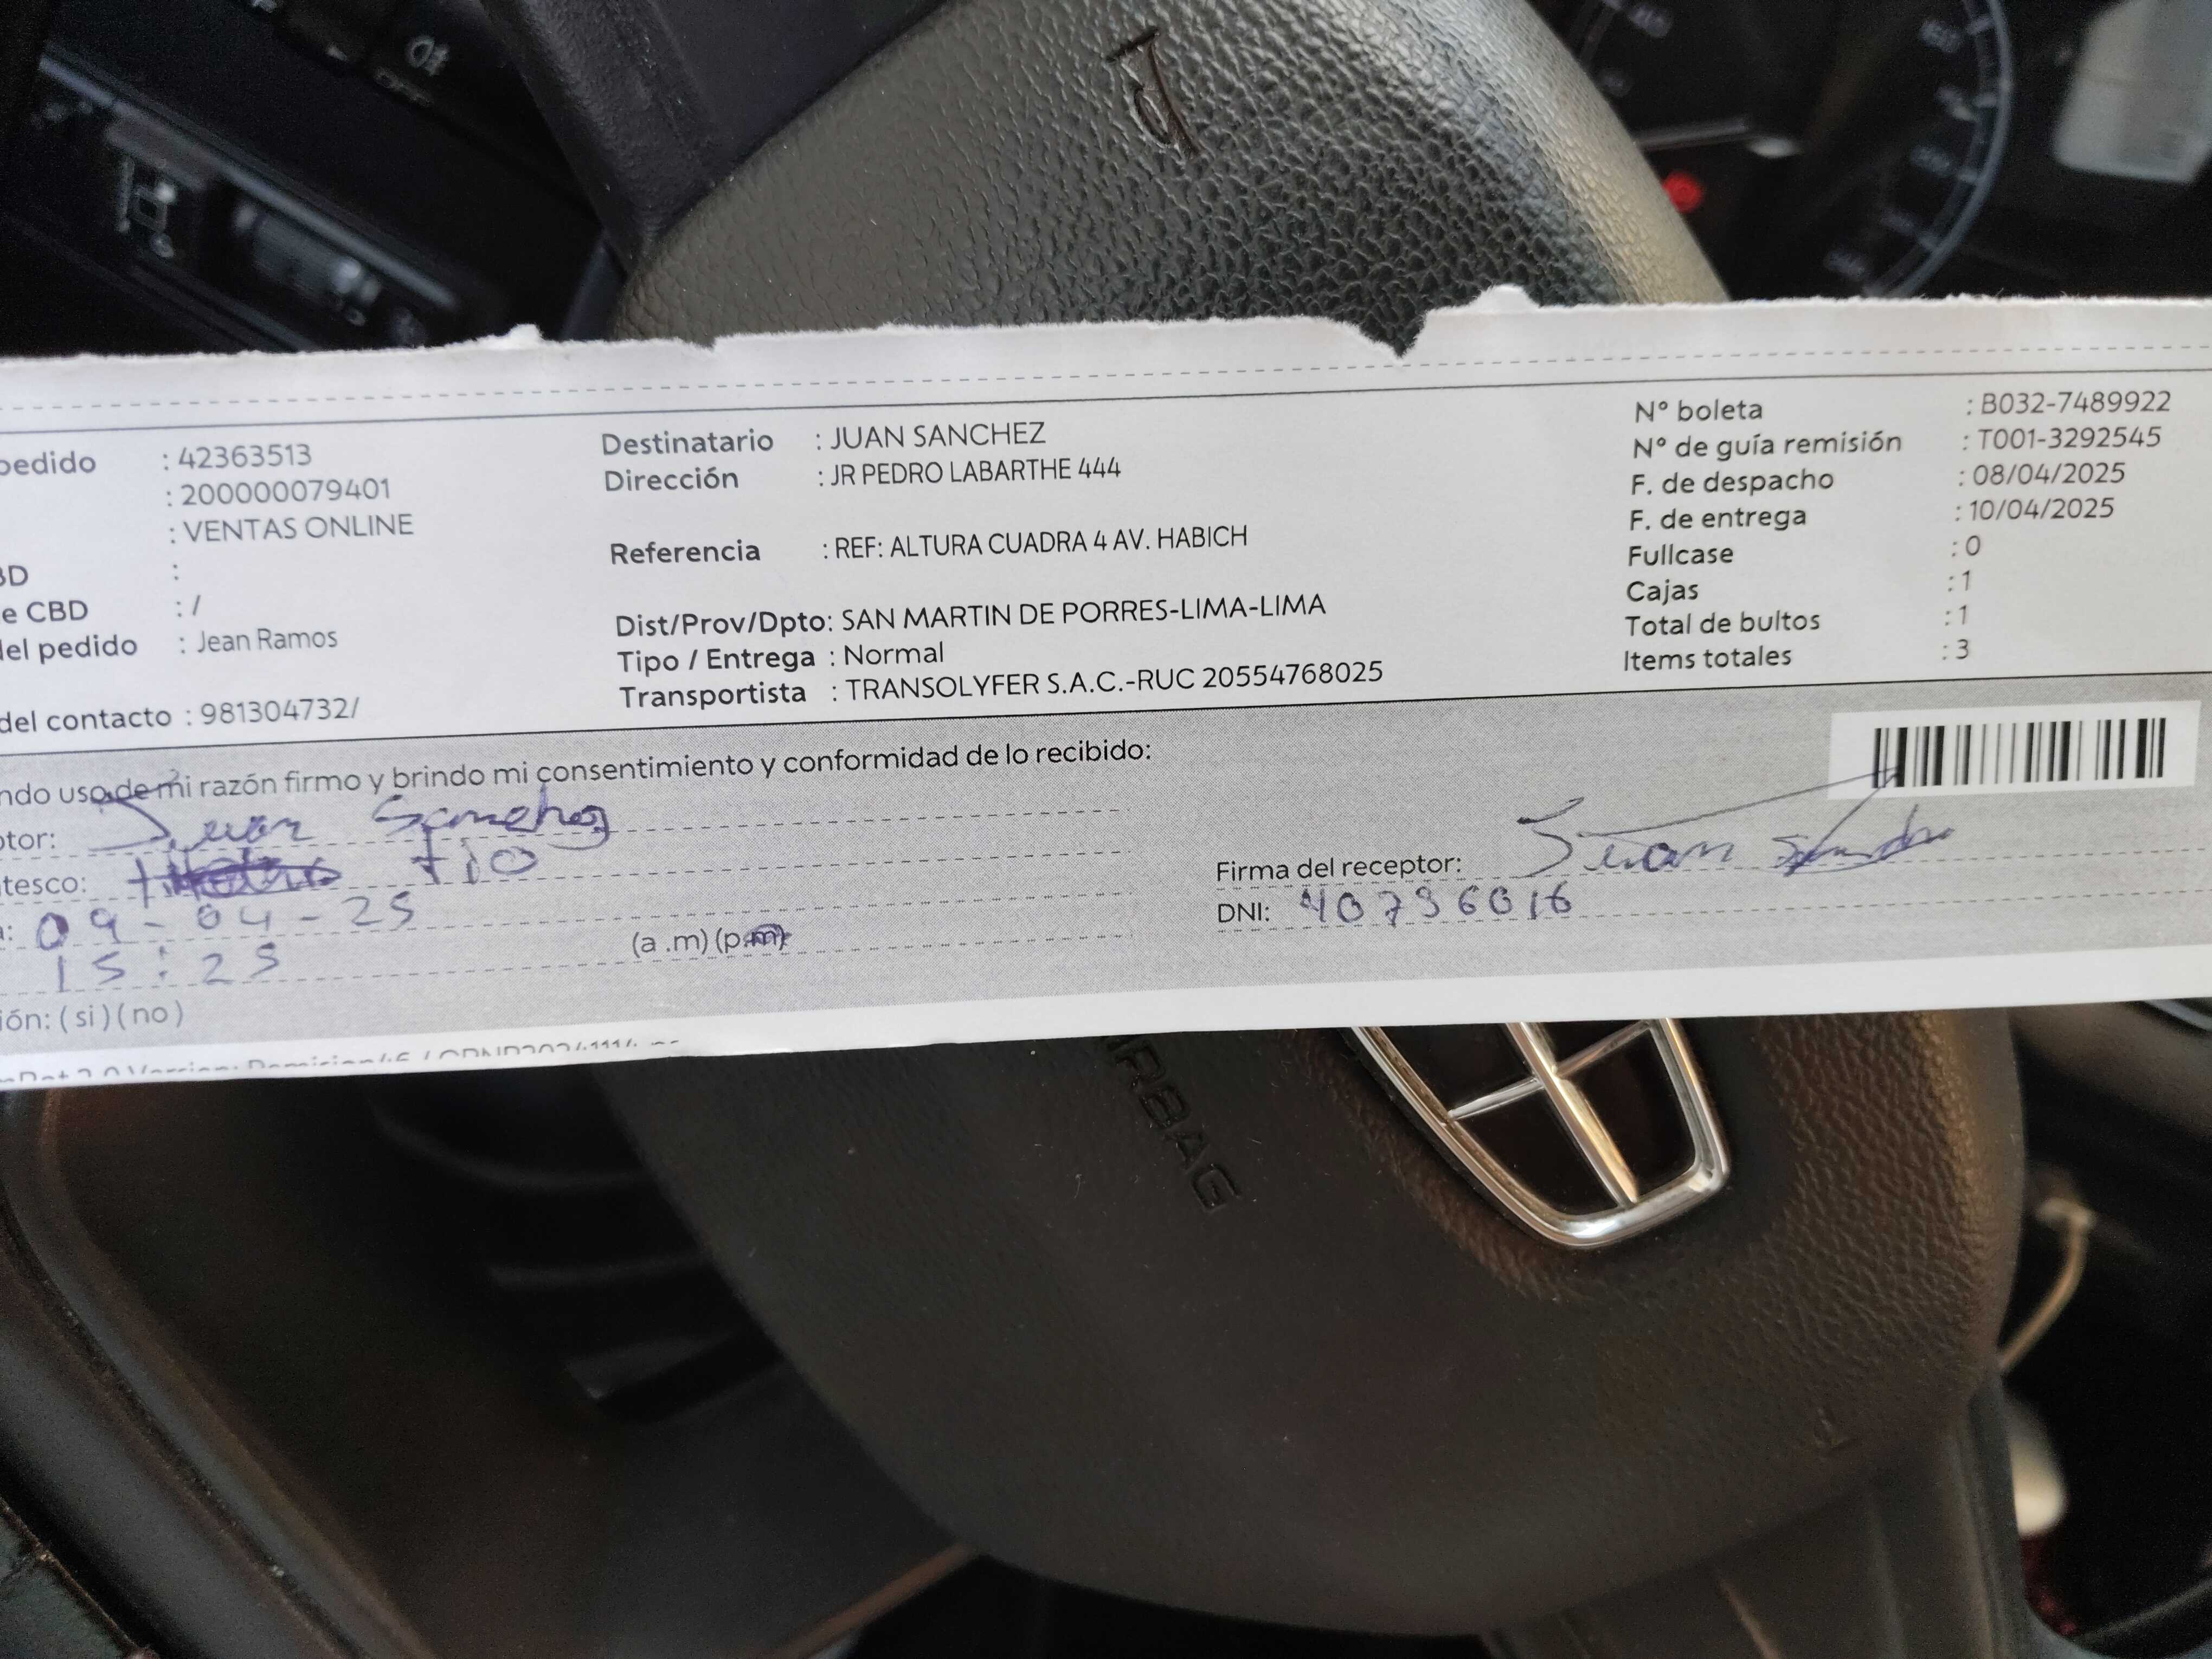 pedido : 42363513
: 200000079401
: VENTAS ONLINE
BD :
e CBD : /
del pedido : Jean Ramos
del contacto : 981304732/
Destinatario : JUAN SANCHEZ
Dirección : JR PEDRO LABARTHE 444
Referencia : REF: ALTURA CUADRA 4 AV. HABICH
Dist/Prov/Dpto: SAN MARTIN DE PORRES-LIMA-LIMA
Tipo / Entrega : Normal
Transportista : TRANSOLYFER S.A.C.-RUC 20554768025
N° boleta : B032-7489922
N° de guía remisión : T001-3292545
F. de despacho : 08/04/2025
F. de entrega : 10/04/2025
Fullcase : 0
Cajas : 1
Total de bultos : 1
Items totales : 3
ndo uso de mi razón firmo y brindo mi consentimiento y conformidad de lo recibido:
ptor: Juan Sanchez
tesco: tio
a: 09-04-25
15:25 (a .m) (p.m)
ión: ( si ) ( no )
Firma del receptor: Juan
DNI:
AIRBAG